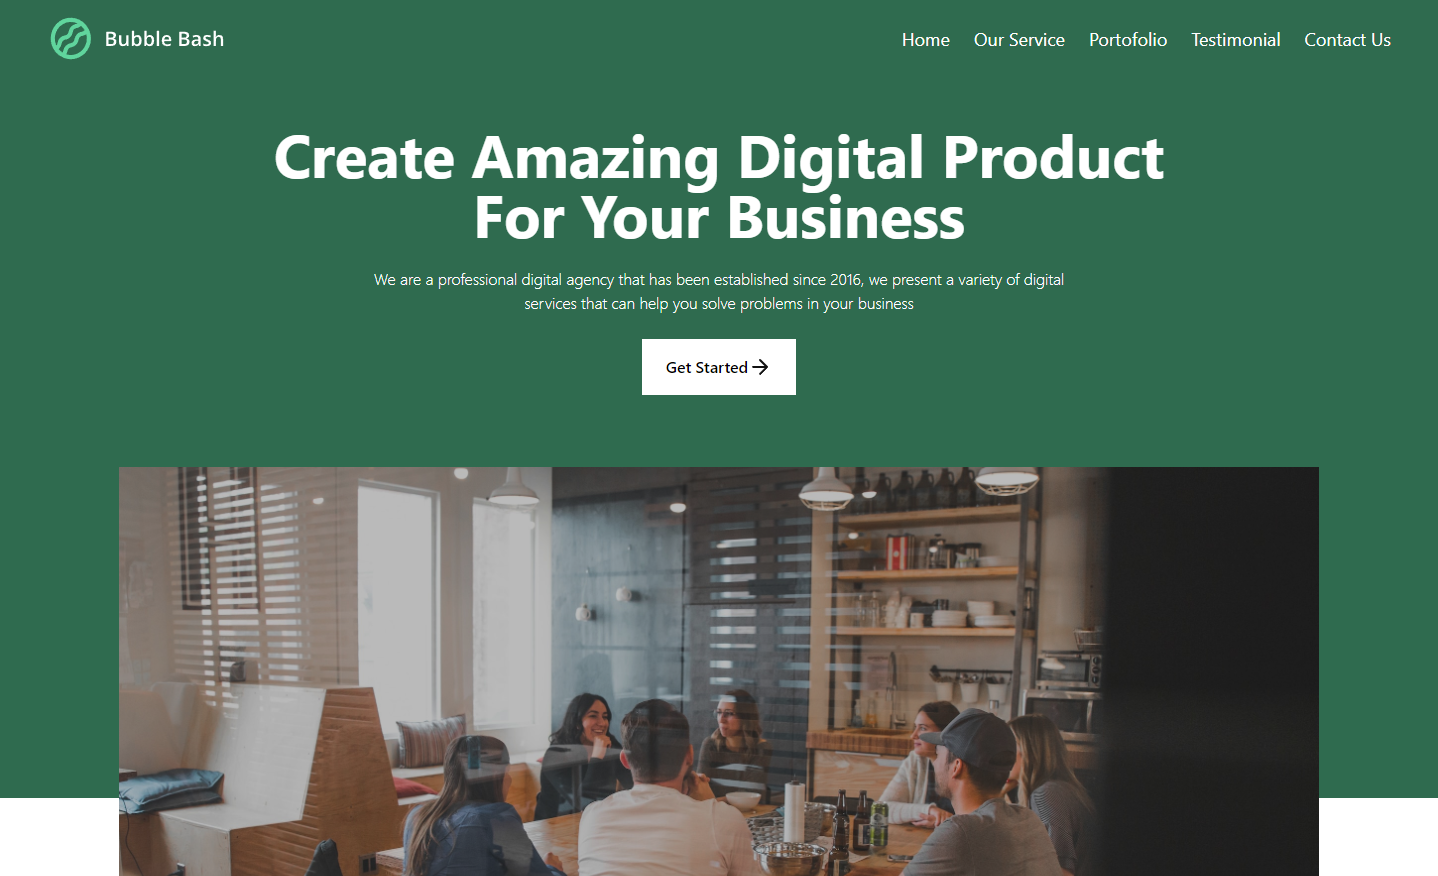 Bubble Bash
Home Our Service Portofolio Testimonial Contact Us
Create Amazing Digital Product
For Your Business
We are a professional digital agency that has been established since 2016, we present a variety of digital
services that can help you solve problems in your business
Get Started